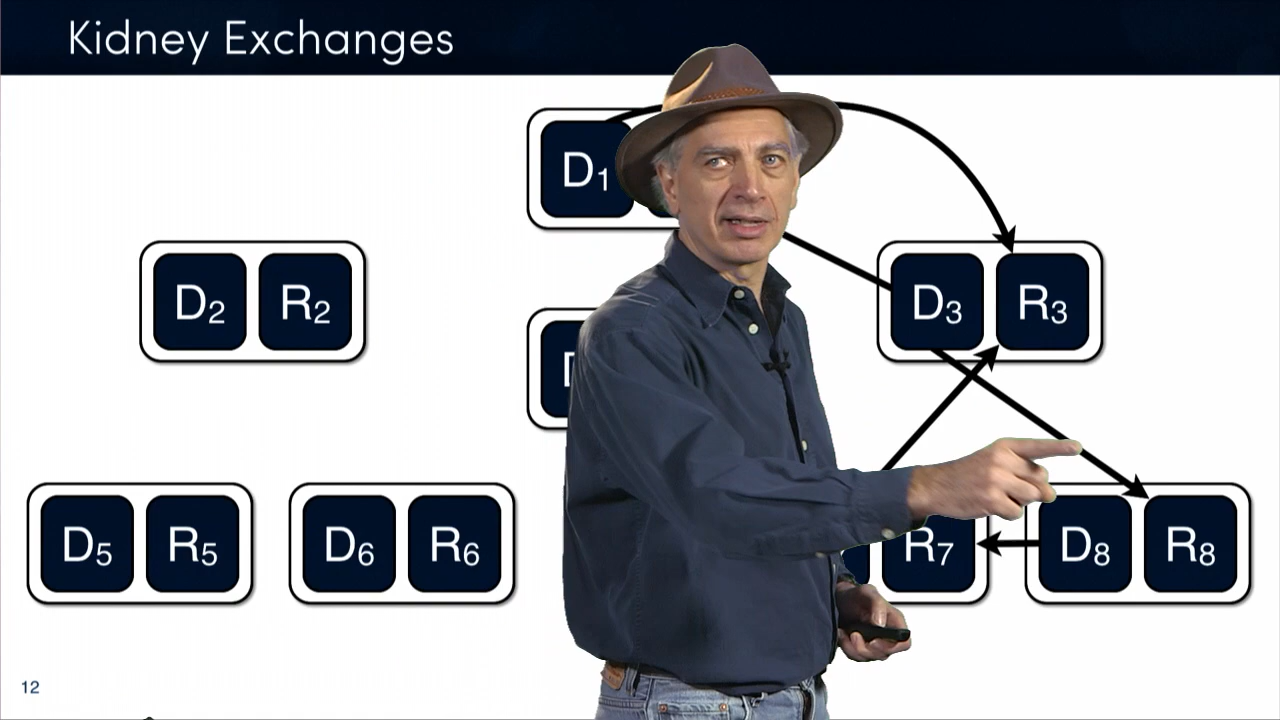 Kidney Exchanges
D1
D2 R2
D3 R3
D5 R5
D6 R6
R7
D8 R8
12